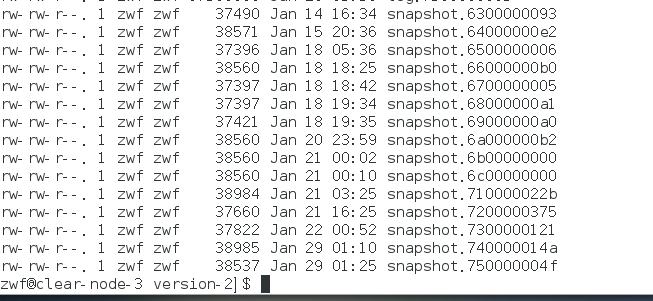 rw-rw-r--. 1 zwf zwf 37490 Jan 14 16:34 snapshot.6300000093
rw-rw-r--. 1 zwf zwf 38571 Jan 15 20:36 snapshot.64000000e2
rw-rw-r--. 1 zwf zwf 37396 Jan 18 05:36 snapshot.6500000006
rw-rw-r--. 1 zwf zwf 38560 Jan 18 18:25 snapshot.66000000b0
rw-rw-r--. 1 zwf zwf 37397 Jan 18 18:42 snapshot.6700000005
rw-rw-r--. 1 zwf zwf 37397 Jan 18 19:34 snapshot.68000000a1
rw-rw-r--. 1 zwf zwf 37421 Jan 18 19:35 snapshot.69000000a0
rw-rw-r--. 1 zwf zwf 38560 Jan 20 23:59 snapshot.6a000000b2
rw-rw-r--. 1 zwf zwf 38560 Jan 21 00:02 snapshot.6b00000000
rw-rw-r--. 1 zwf zwf 38560 Jan 21 00:10 snapshot.6c00000000
rw-rw-r--. 1 zwf zwf 38984 Jan 21 03:25 snapshot.710000022b
rw-rw-r--. 1 zwf zwf 37660 Jan 21 16:25 snapshot.7200000375
rw-rw-r--. 1 zwf zwf 37822 Jan 22 00:52 snapshot.7300000121
rw-rw-r--. 1 zwf zwf 38985 Jan 29 01:10 snapshot.740000014a
rw-rw-r--. 1 zwf zwf 38537 Jan 29 01:25 snapshot.750000004f
zwf@clear-node-3 version-2]$